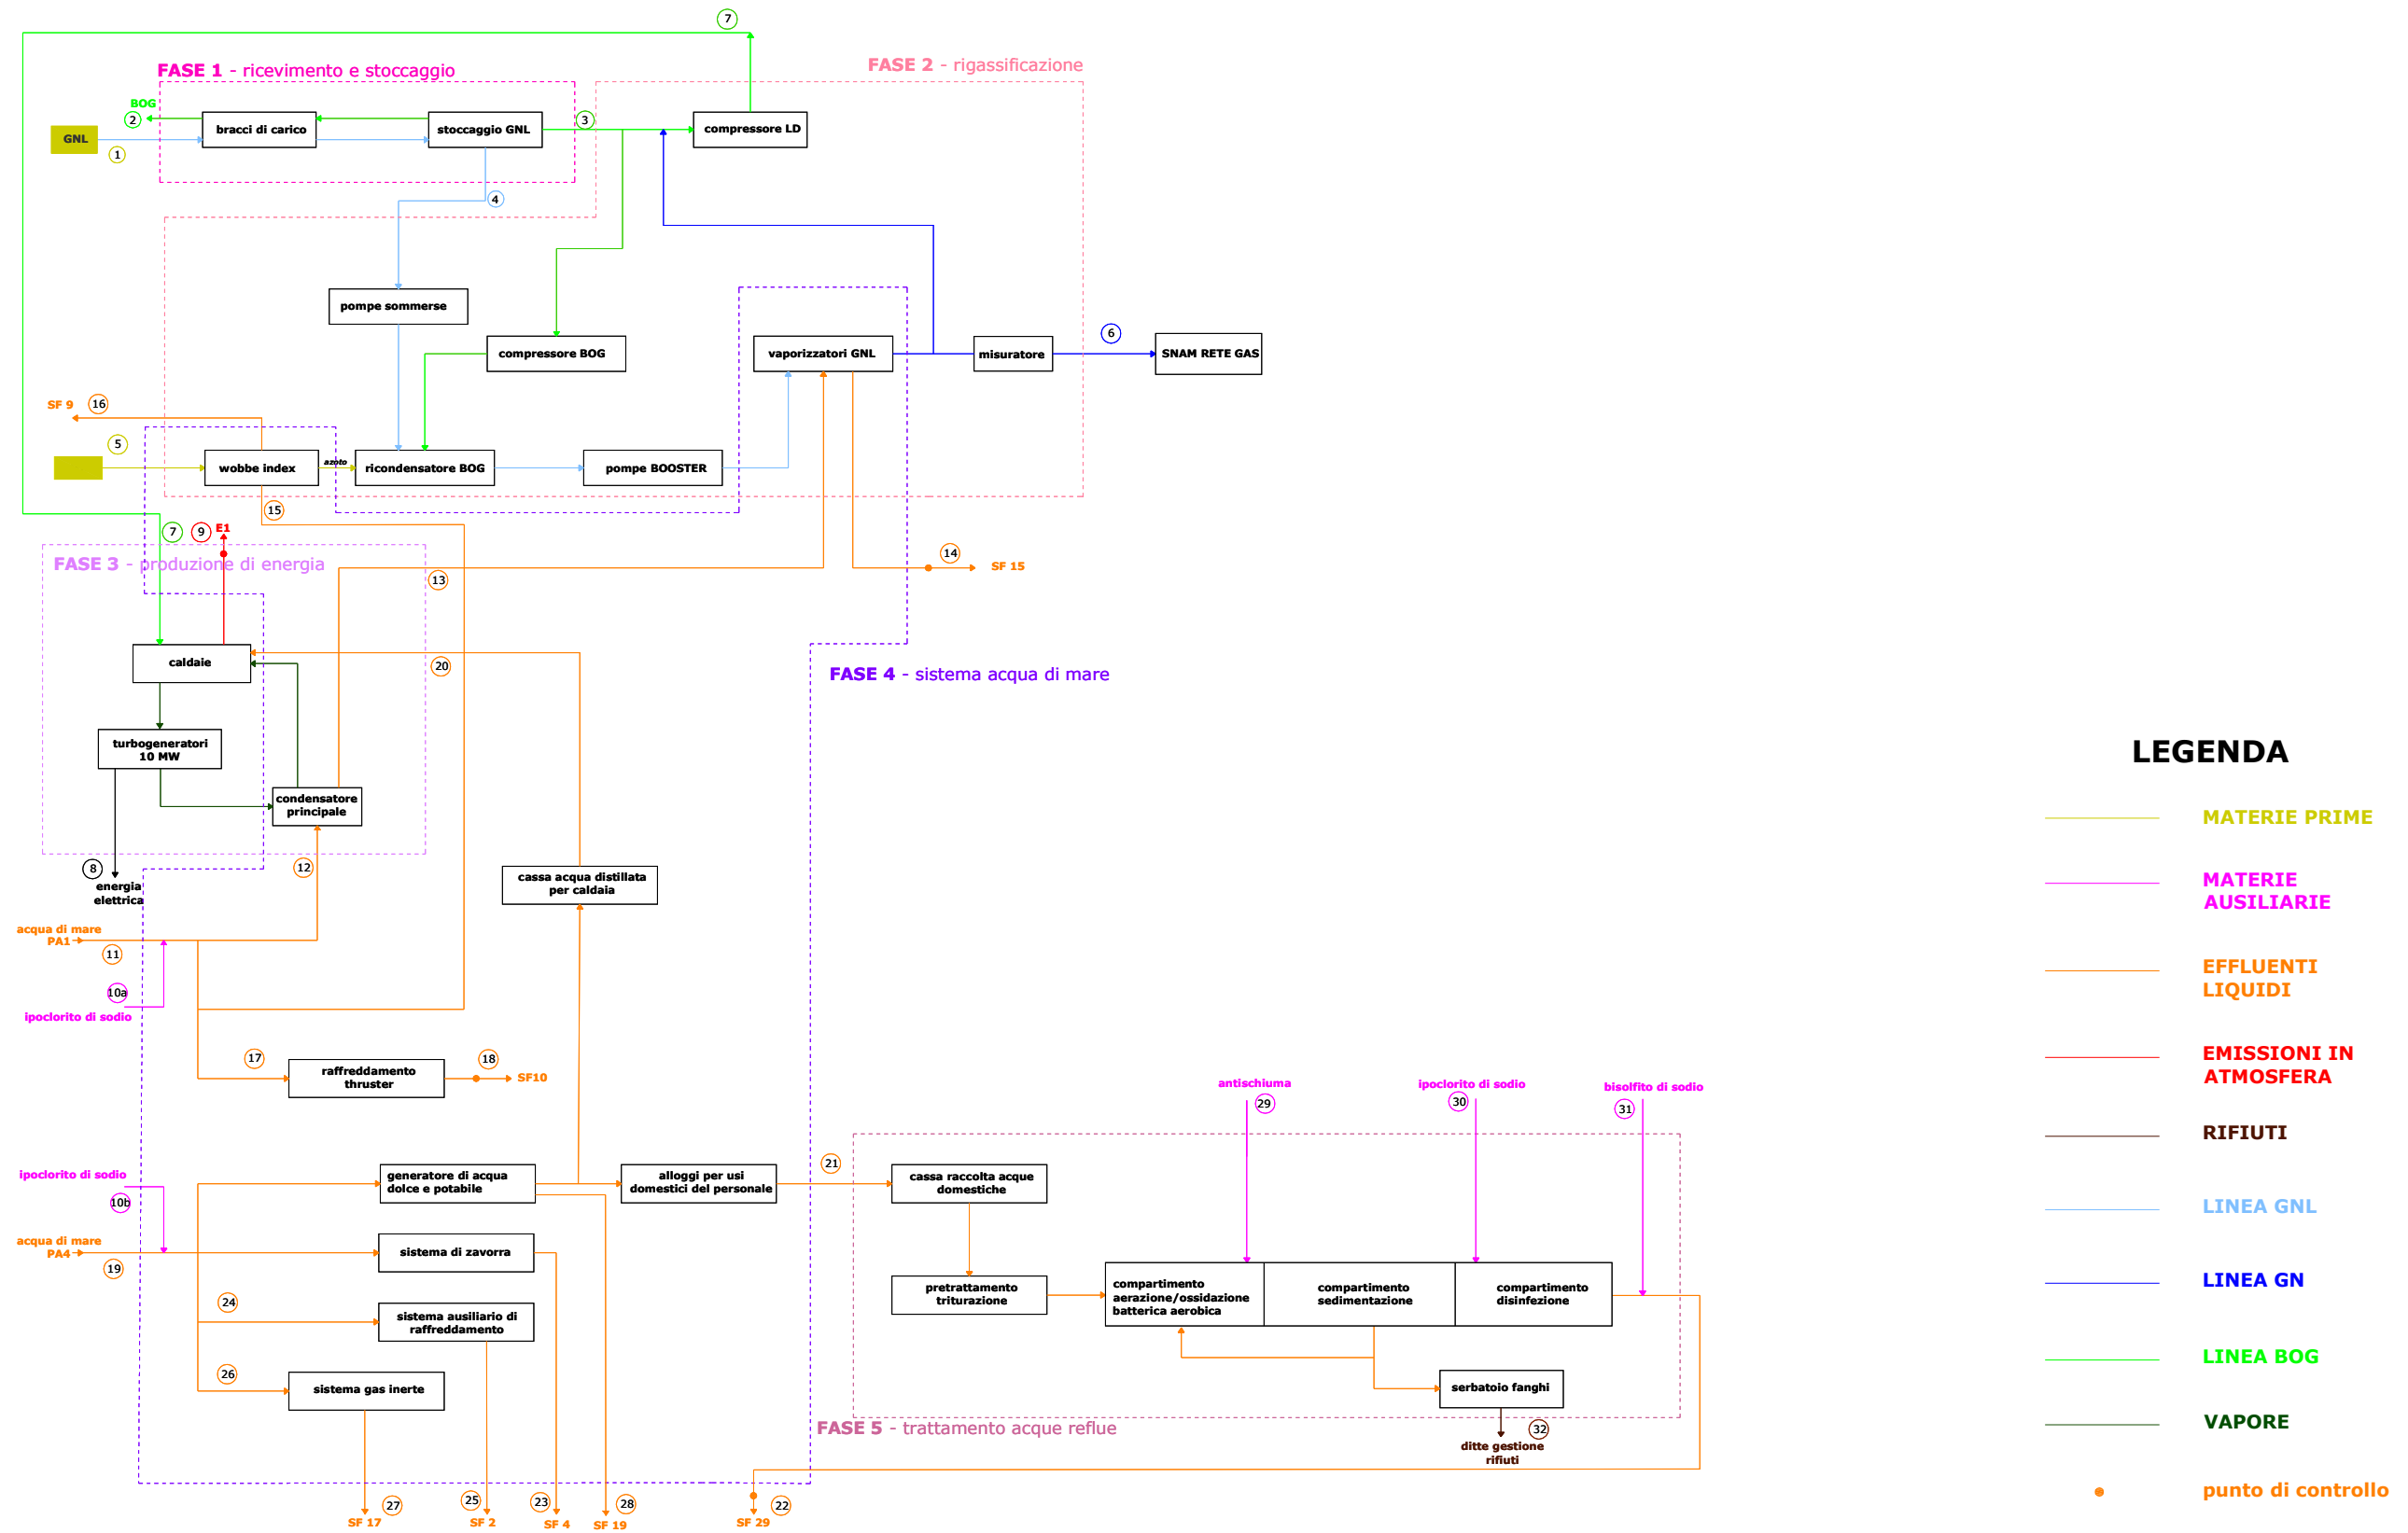 7
FASE 1 - ricevimento e stoccaggio
FASE 2 - rigassificazione
BOG
2
GNL
1
bracci di carico
stoccaggio GNL
3
compressore LD
4
pompe sommerse
compressore BOG
vaporizzatori GNL
misuratore
6
SNAM RETE GAS
SF 9
16
5
wobbe index
azoto
ricondensatore BOG
pompe BOOSTER
15
7
9
E1
14
SF 15
FASE 3 - produzione di energia
13
caldaie
20
FASE 4 - sistema acqua di mare
turbogeneratori
10 MW
condensatore
principale
8
energia
elettrica
12
cassa acqua distillata
per caldaia
acqua di mare
PA1
11
10a
ipoclorito di sodio
17
raffreddamento
thruster
18
SF10
ipoclorito di sodio
10b
generatore di acqua
dolce e potabile
alloggi per usi
domestici del personale
21
cassa raccolta acque
domestiche
antischiuma
29
ipoclorito di sodio
30
bisolfito di sodio
31
acqua di mare
PA4
19
sistema di zavorra
pretrattamento
triturazione
compartimento
aerazione/ossidazione
batterica aerobica
compartimento
sedimentazione
compartimento
disinfezione
24
sistema ausiliario di
raffreddamento
26
sistema gas inerte
serbatoio fanghi
FASE 5 - trattamento acque reflue
32
ditte gestione
rifiuti
27
SF 17
25
SF 2
23
SF 4
28
SF 19
SF 29
22
LEGENDA
MATERIE PRIME
MATERIE
AUSILIARIE
EFFLUENTI
LIQUIDI
EMISSIONI IN
ATMOSFERA
RIFIUTI
LINEA GNL
LINEA GN
LINEA BOG
VAPORE
punto di controllo